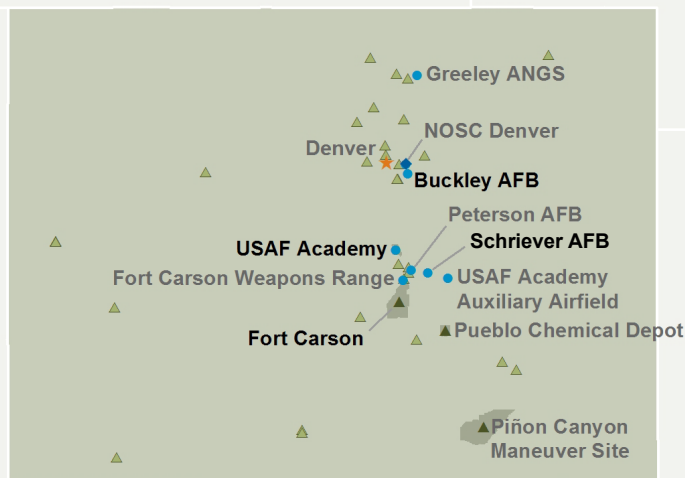 Greeley ANGS
NOSC Denver
Denver
Buckley AFB
Peterson AFB
USAF Academy
Schriever AFB
Fort Carson Weapons Range
USAF Academy
Auxiliary Airfield
Fort Carson
Pueblo Chemical Depot
Piñon Canyon
Maneuver Site